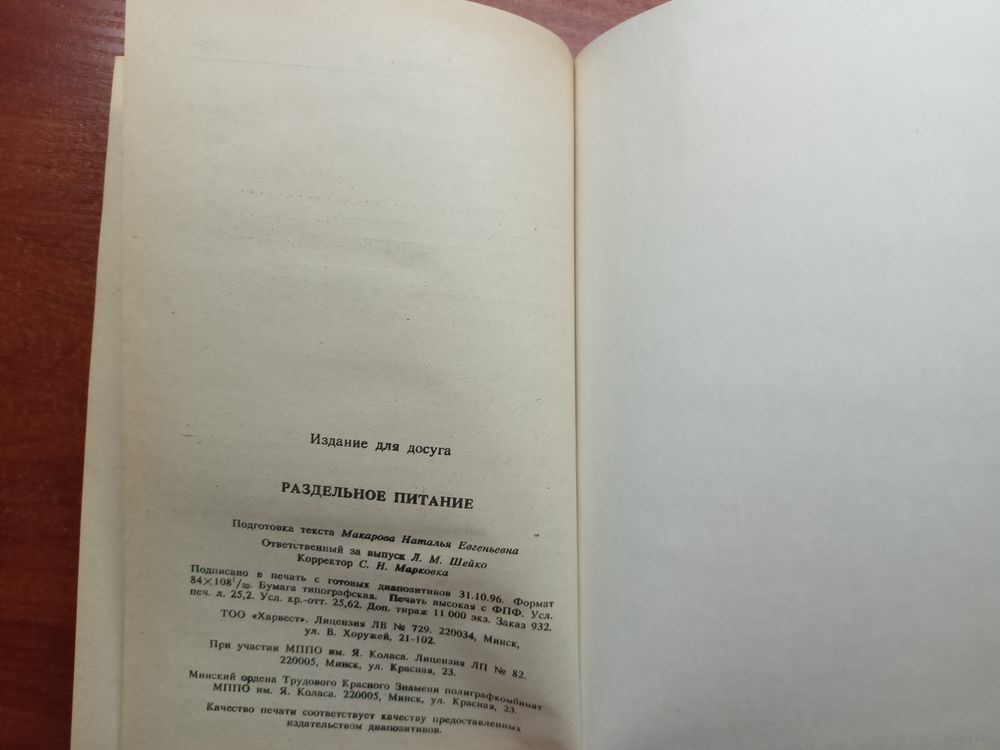 Издание для досуга
РАЗДЕЛЬНОЕ ПИТАНИЕ
Подготовка текста Макарова Наталья Евгеньевна
Ответственный за выпуск Л. М. Шейко
Корректор С. Н. Марковка
Подписано в печать с готовых диапозитивов 31.10.96. Формат
84×108¹/₃₂. Бумага типографская. Печать высокая с ФПФ. Усл.
печ. л. 25,2. Усл. кр.-отт. 25,62. Доп. тираж 11 000 экз. Заказ 932.
ТОО «Харвест». Лицензия ЛВ № 729. 220034, Минск,
ул. В. Хоружей, 21-102.
При участии МППО им. Я. Коласа. Лицензия ЛП № 82.
220005, Минск, ул. Красная, 23.
Минский ордена Трудового Красного Знамени полиграфкомбинат
МППО им. Я. Коласа. 220005, Минск, ул. Красная, 23.
Качество печати соответствует качеству предоставленных
издательством диапозитивов.